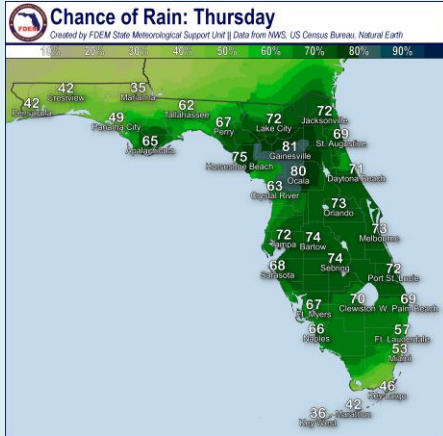 FDEM
Chance of Rain: Thursday
Created by FDEM State Meteorological Support Unit || Data from NWS, US Census Bureau, Natural Earth
10% 20% 30% 40% 50% 60% 70% 80% 90%
42
Pensacola
42
Crestview
35
Marianna
49
Panama City
62
Tallahassee
65
Apalachicola
67
Perry
72
Lake City
72
Jacksonville
69
St. Augustine
81
Gainesville
75
Horseshoe Beach
80
Ocala
71
Daytona Beach
63
Crystal River
73
Orlando
73
Melbourne
72
Tampa
74
Bartow
74
Sebring
68
Sarasota
72
Port St. Lucie
67
Ft. Myers
70
Clewiston
69
W. Palm Beach
66
Naples
57
Ft. Lauderdale
53
Miami
46
Key Largo
42
Marathon
36
Key West